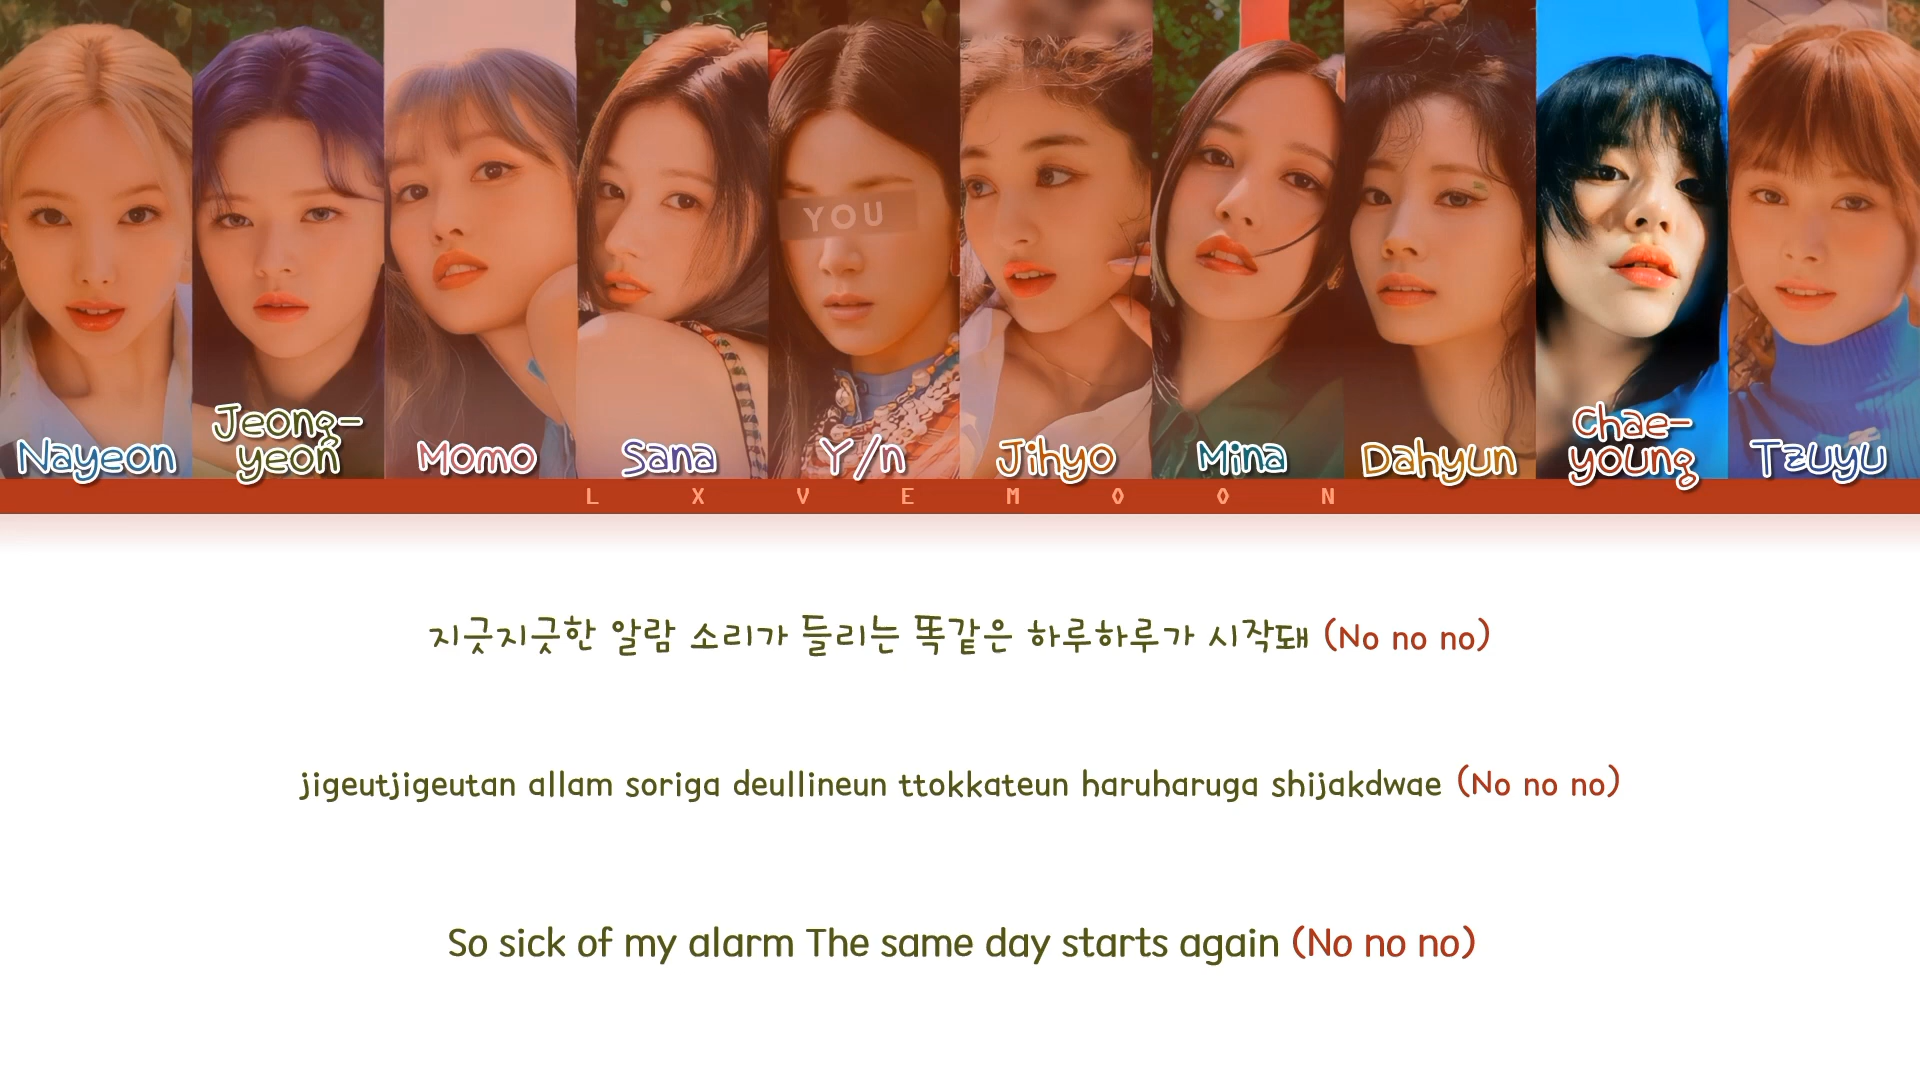 YOU
Nayeon
Jeong-
yeon
Momo
Sana
Y/n
Jihyo
Mina
Dahyun
Chae-
young
Tzuyu
L X V E M O O N
지긋지긋한 알람 소리가 들리는 똑같은 하루하루가 시작돼 (No no no)
jigeutjigeutan allam soriga deullineun ttokkateun haruharuga shijakdwae (No no no)
So sick of my alarm The same day starts again (No no no)